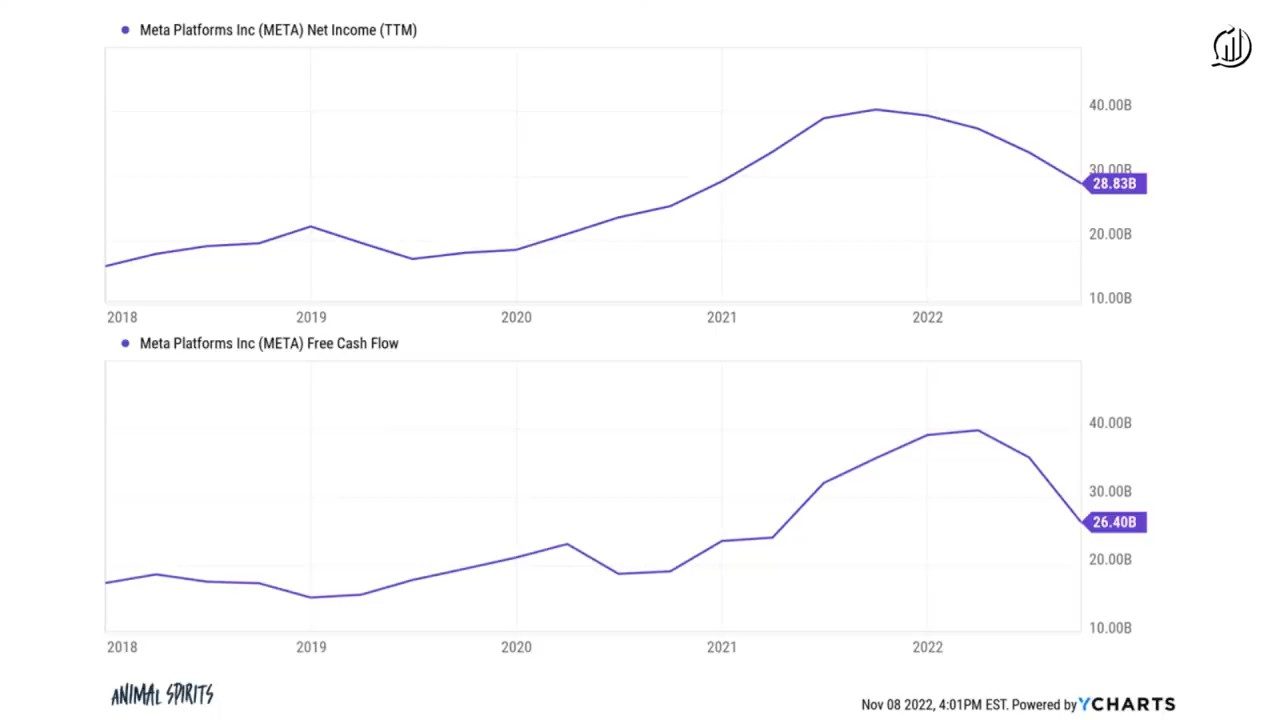 Meta Platforms Inc (META) Net Income (TTM)
40.00B
30.00B
28.83B
20.00B
10.00B
2018 2019 2020 2021 2022
Meta Platforms Inc (META) Free Cash Flow
40.00B
30.00B
26.40B
20.00B
10.00B
2018 2019 2020 2021 2022
ANIMAL SPIRITS
Nov 08 2022, 4:01PM EST. Powered by YCHARTS